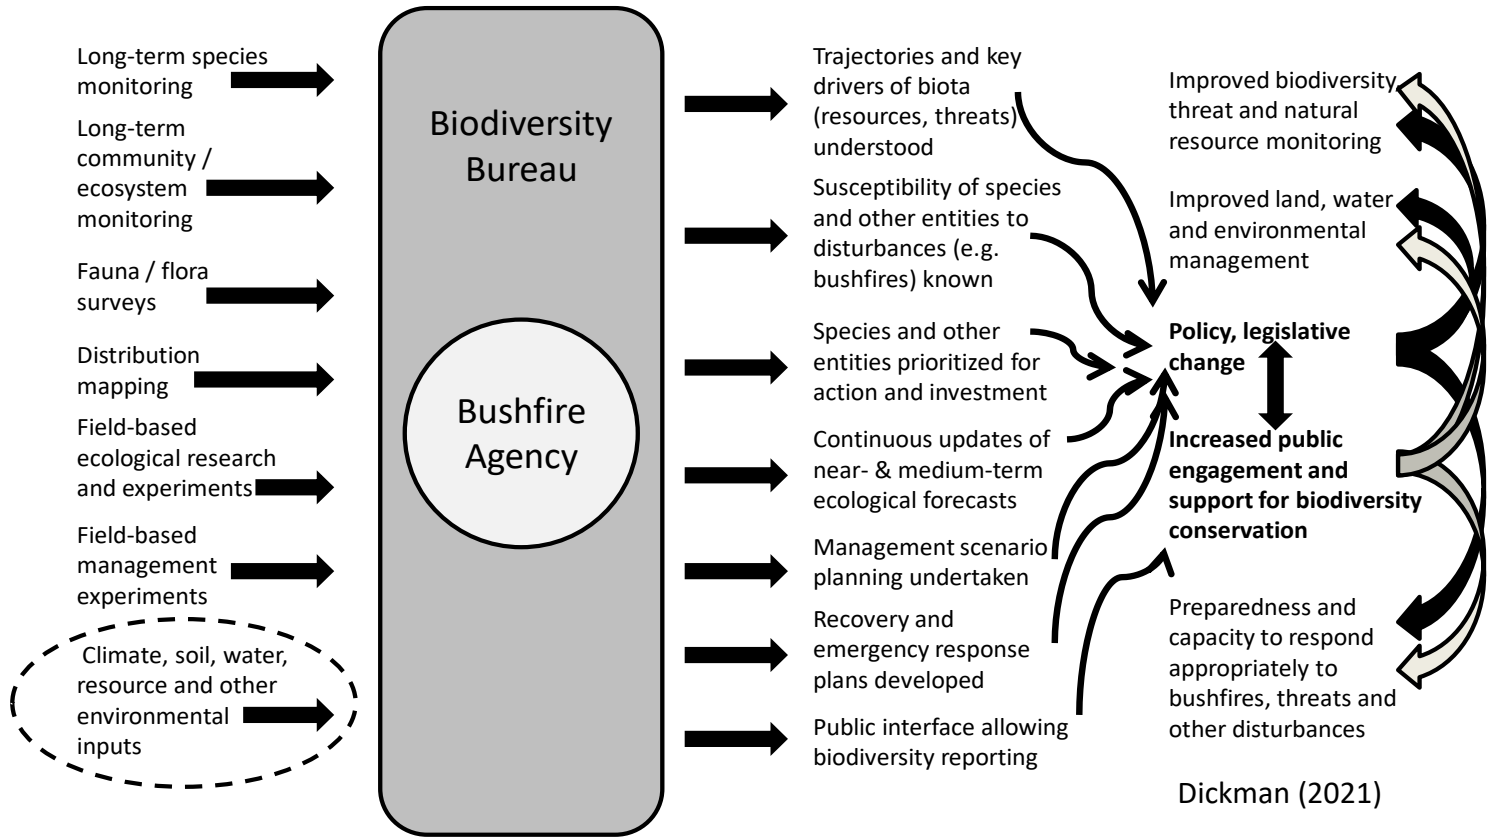 Long-term species
monitoring
Long-term
community /
ecosystem
monitoring
Fauna / flora
surveys
Distribution
mapping
Field-based
ecological research
and experiments
Field-based
management
experiments
Climate, soil, water,
resource and other
environmental
inputs
Biodiversity
Bureau
Bushfire
Agency
Trajectories and key
drivers of biota
(resources, threats)
understood
Susceptibility of species
and other entities to
disturbances (e.g.
bushfires) known
Species and other
entities prioritized for
action and investment
Continuous updates of
near- & medium-term
ecological forecasts
Management scenario
planning undertaken
Recovery and
emergency response
plans developed
Public interface allowing
biodiversity reporting
Improved biodiversity,
threat and natural
resource monitoring
Improved land, water
and environmental
management
Policy, legislative
change
Increased public
engagement and
support for biodiversity
conservation
Preparedness and
capacity to respond
appropriately to
bushfires, threats and
other disturbances
Dickman (2021)